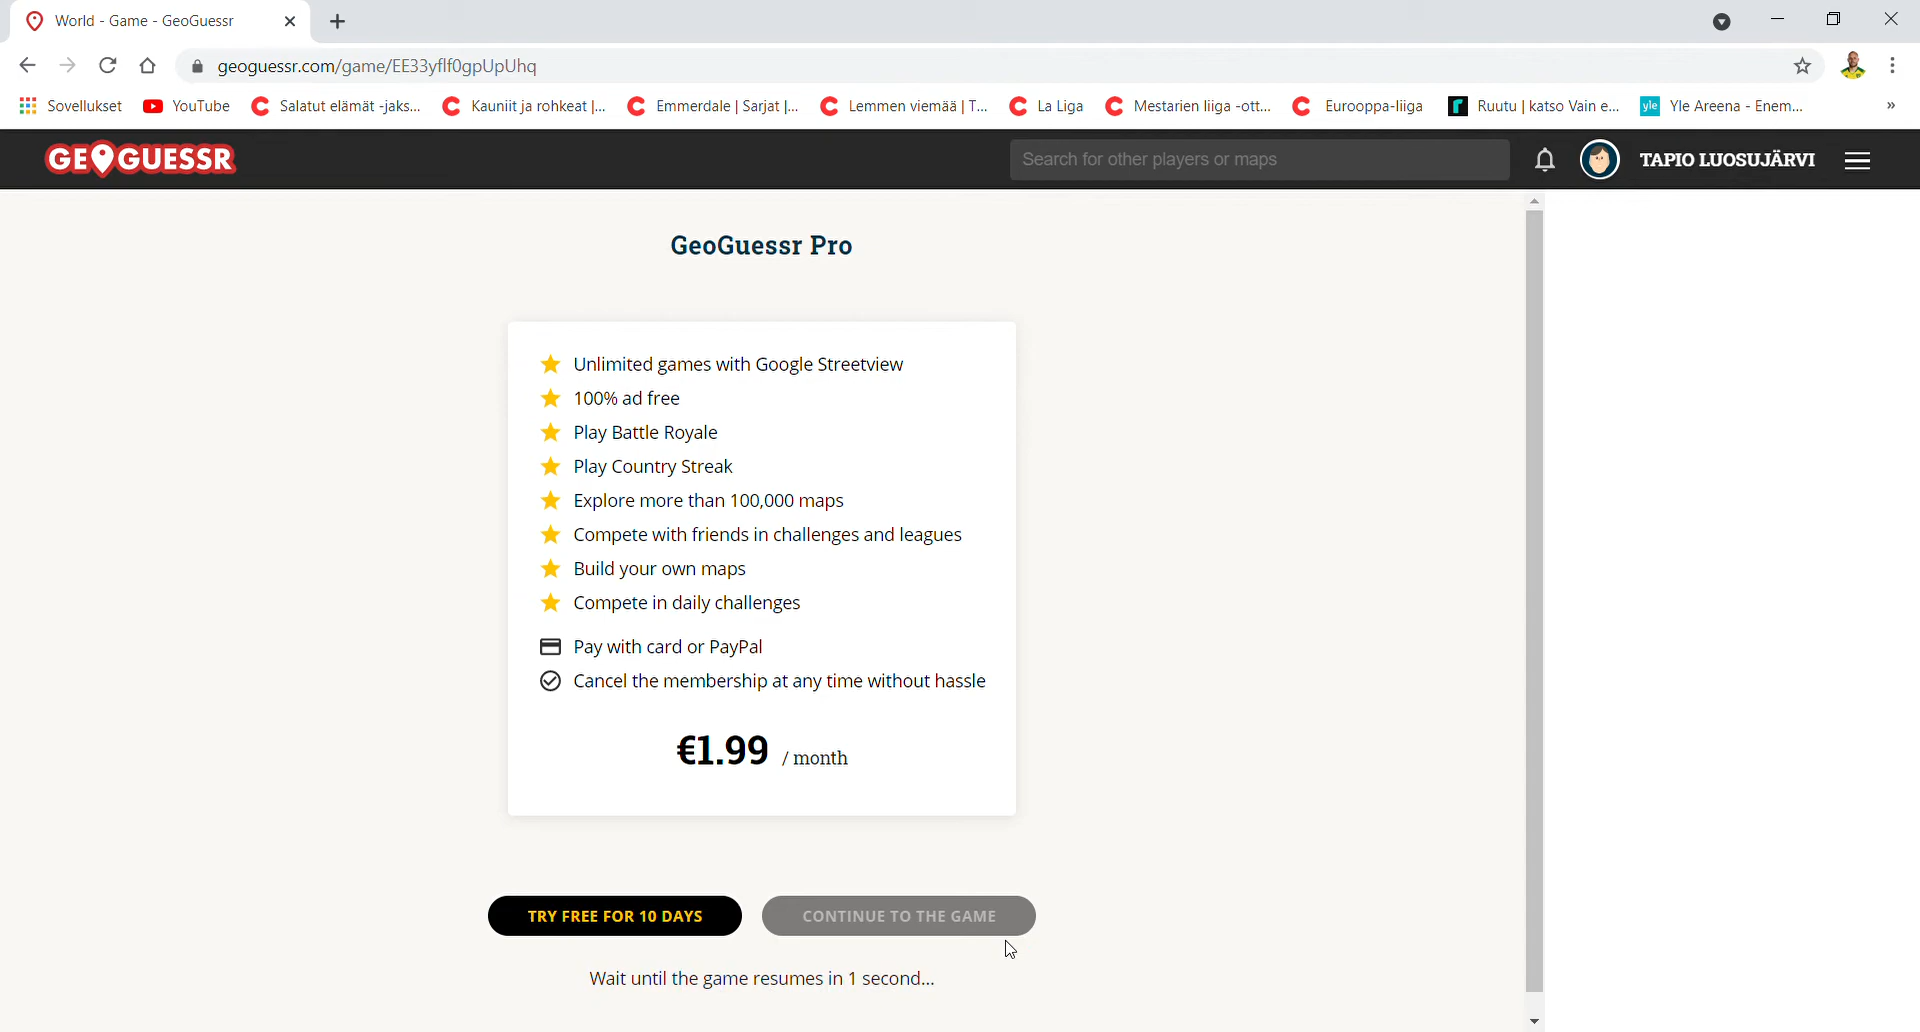 World - Game - GeoGuessr
geoguessr.com/game/EE33yflf0gpUpUhq
Sovellukset YouTube Salatut elämät -jaks... Kauniit ja rohkeat |... Emmerdale | Sarjat |... Lemmen viemää | T... La Liga Mestarien liiga -ott... Eurooppa-liiga Ruutu | katso Vain e... yle Yle Areena - Enem... »
GEOGUESSR Search for other players or maps TAPIO LUOSUJÄRVI
GeoGuessr Pro
Unlimited games with Google Streetview
100% ad free
Play Battle Royale
Play Country Streak
Explore more than 100,000 maps
Compete with friends in challenges and leagues
Build your own maps
Compete in daily challenges
Pay with card or PayPal
Cancel the membership at any time without hassle
€1.99 / month
TRY FREE FOR 10 DAYS CONTINUE TO THE GAME
Wait until the game resumes in 1 second...